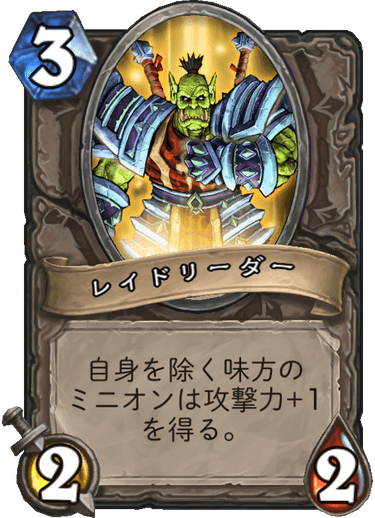 3
レイドリーダー
自身を除く味方の
ミニオンは攻撃力+1
を得る。
2
2